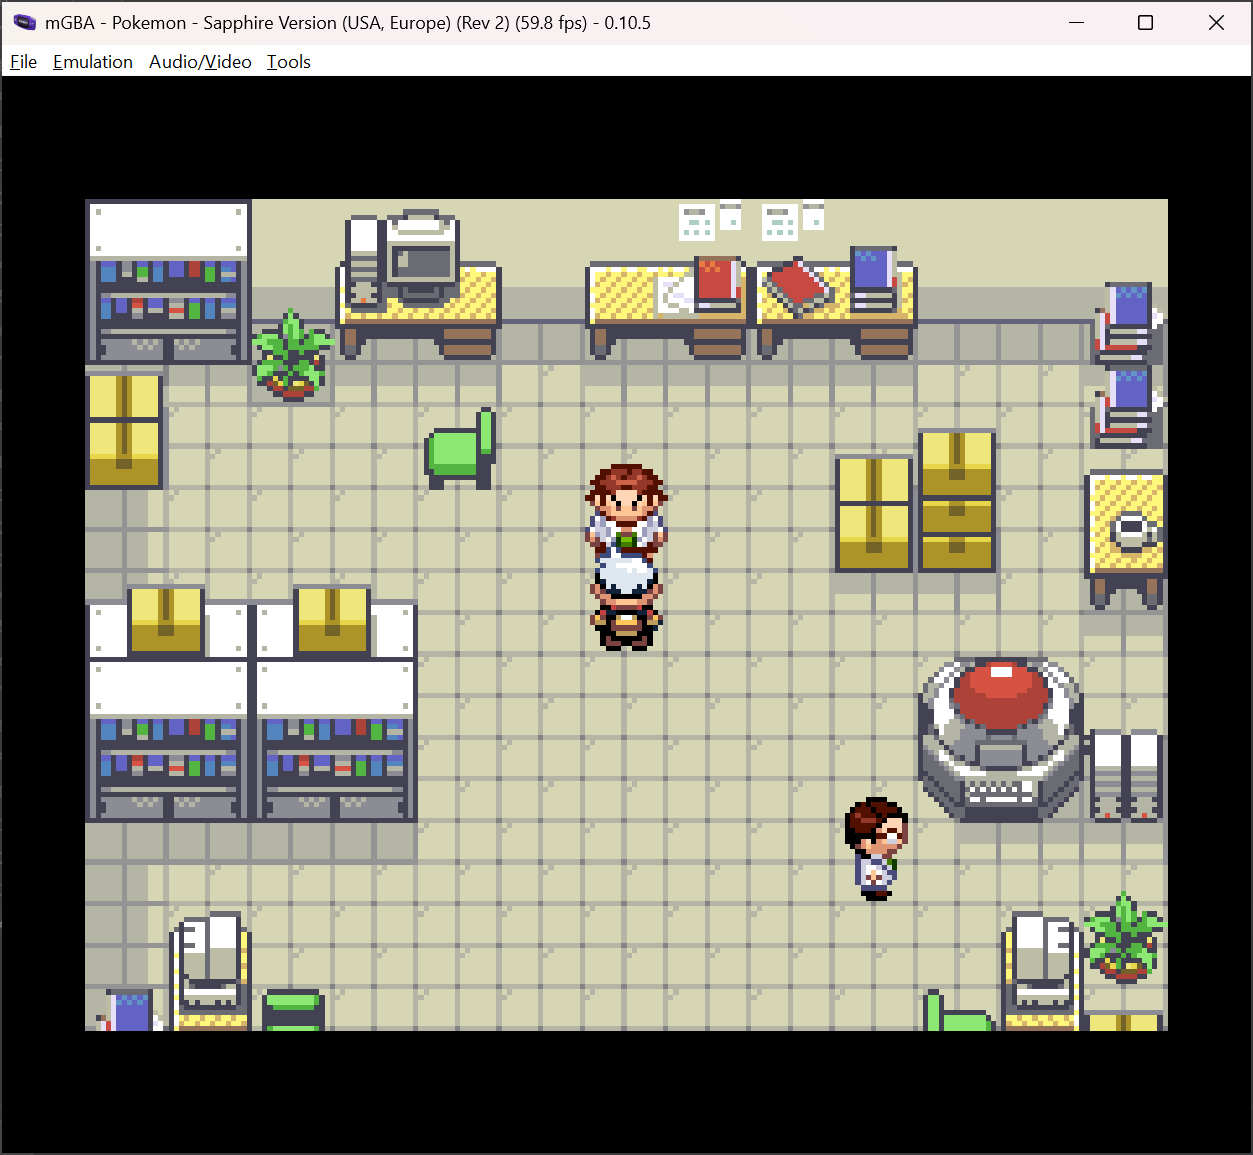 mGBA - Pokemon - Sapphire Version (USA, Europe) (Rev 2) (59.8 fps) - 0.10.5
File Emulation Audio/Video Tools